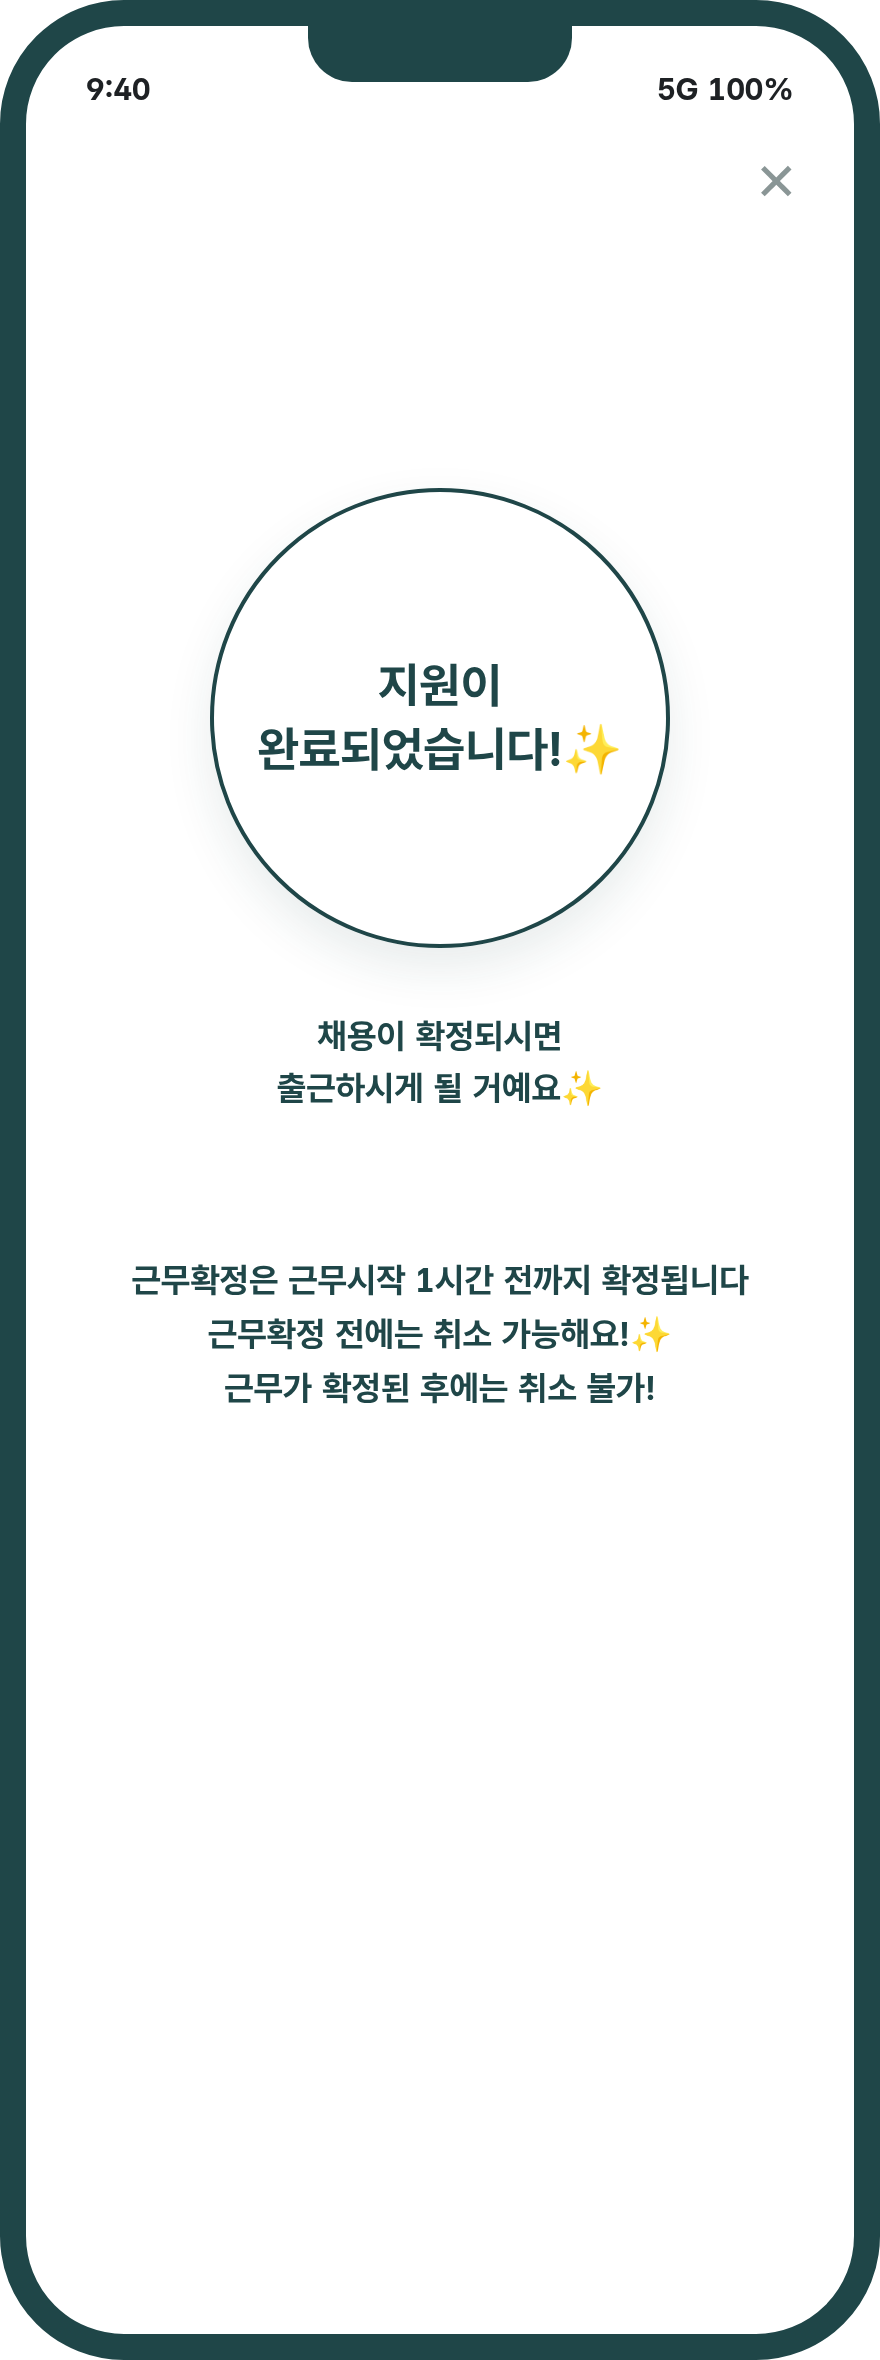 9:40
5G 100%
지원이
완료되었습니다!✨
채용이 확정되시면
출근하시게 될 거예요✨
근무확정은 근무시작 1시간 전까지 확정됩니다
근무확정 전에는 취소 가능해요!✨
근무가 확정된 후에는 취소 불가!